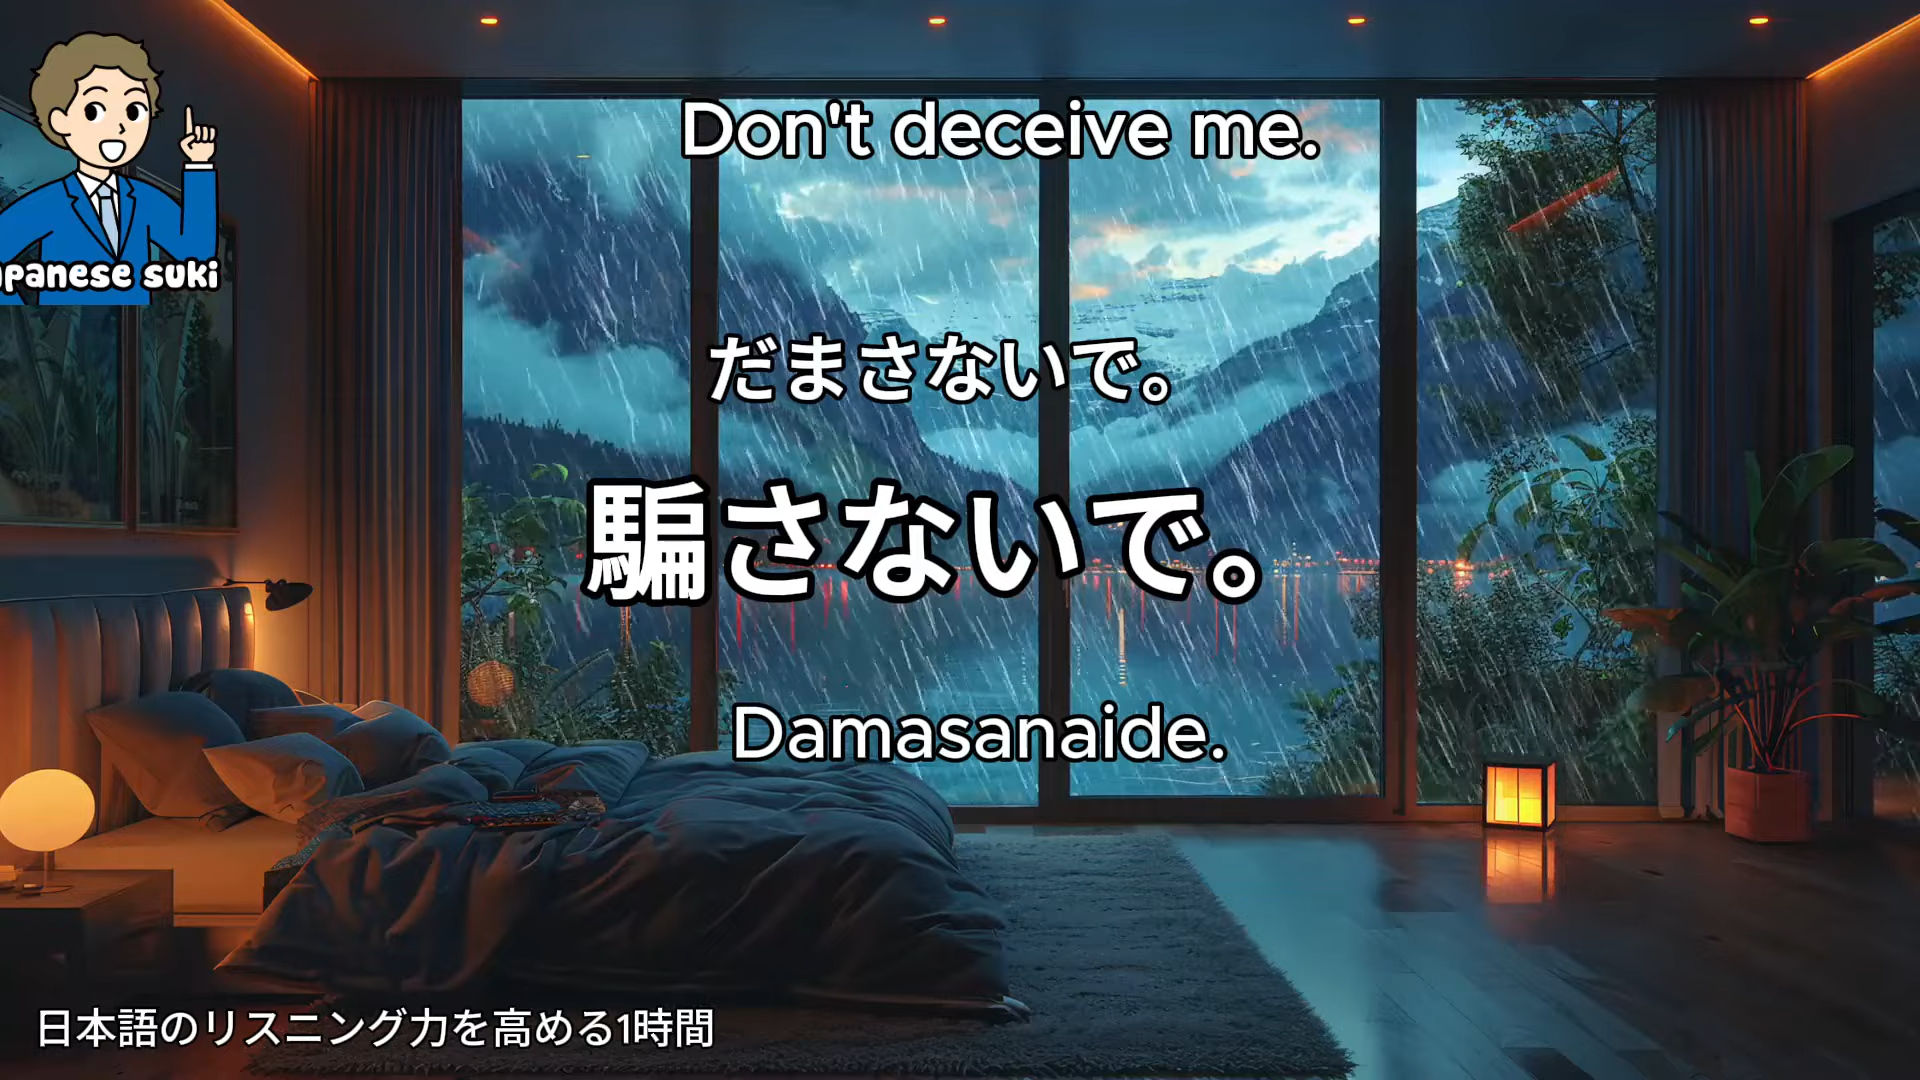 Don't deceive me.
だまさないで。
騙さないで。
Damasanaide.
panese suki
日本語のリスニング力を高める1時間